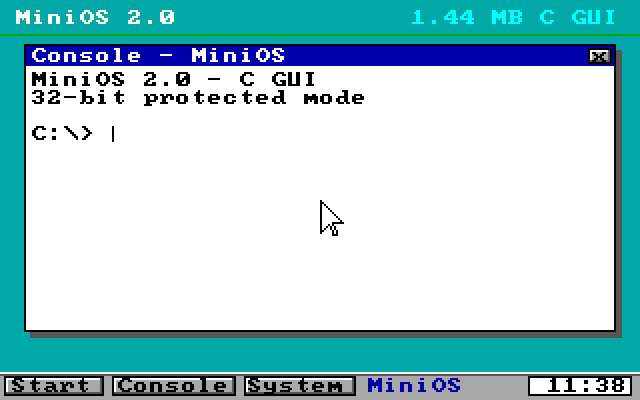 MiniOS 2.0
1.44 MB C GUI
Console - MiniOS
MiniOS 2.0 - C GUI
32-bit protected mode
C:\>
Start
Console
System
MiniOS
11:38